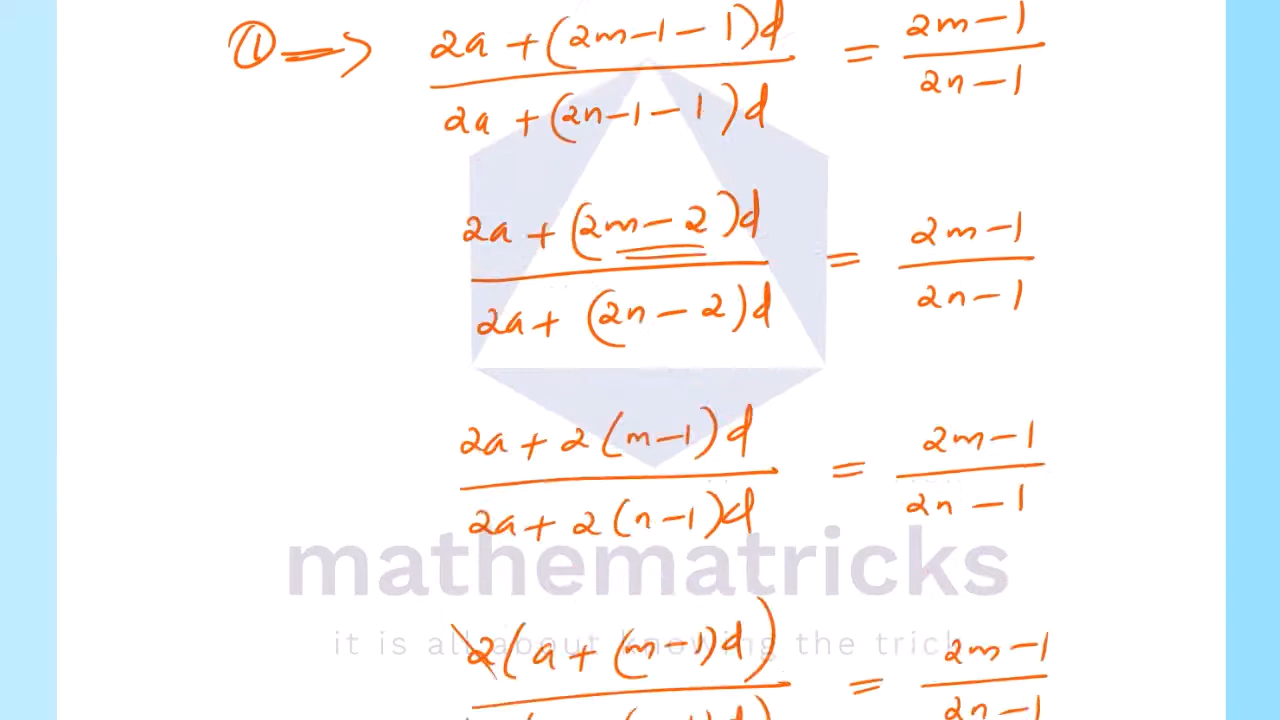 ① ⟹ (2a + (2m-1-1)d) / (2a + (2n-1-1)d) = (2m-1) / (2n-1)
(2a + (2m-2)d) / (2a + (2n-2)d) = (2m-1) / (2n-1)
(2a + 2(m-1)d) / (2a + 2(n-1)d) = (2m-1) / (2n-1)
mathematricks
it is all about knowing the trick
2(a + (m-1)d) = (2m-1) / (2n-1)